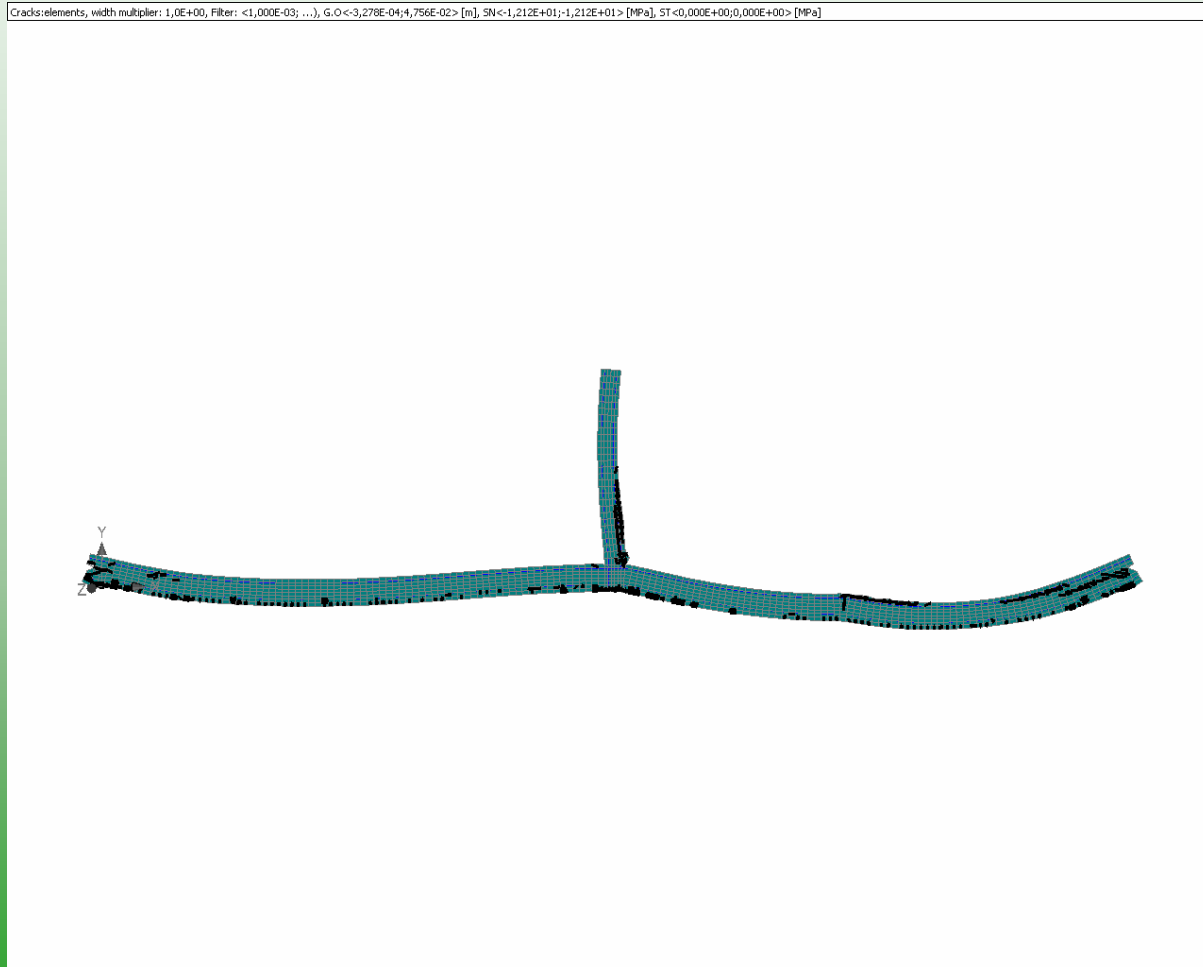 Cracks:elements, width multiplier: 1,0E+00, Filter: <1,000E-03; ...), G.O<-3,278E-04;4,756E-02> [m], SN<-1,212E+01;-1,212E+01> [MPa], ST<0,000E+00;0,000E+00> [MPa]
Y
Z